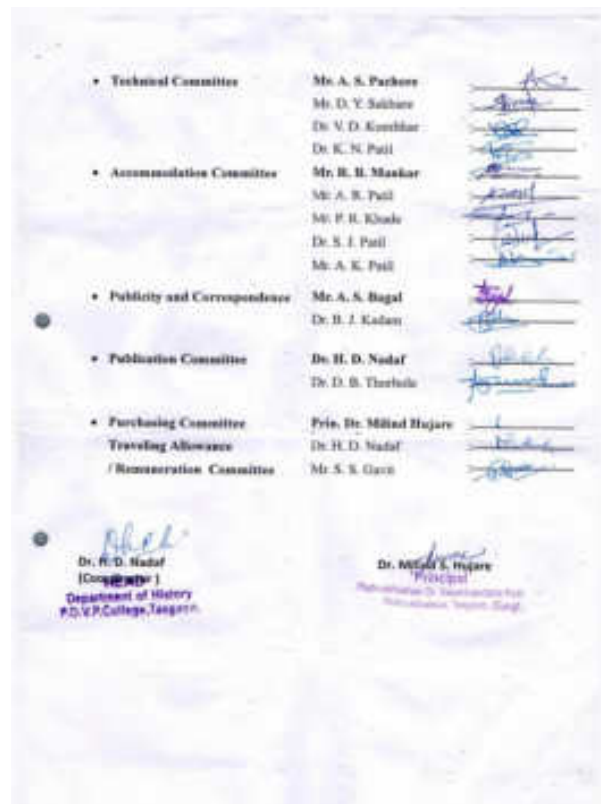 • Technical Committee Mr. A. S. Parhore
Mr. D. Y. Sakhare
Dr. V. D. Kumbhar
Dr. K. N. Patil
• Accommodation Committee Mr. B. B. Mankar
Mr. A. R. Patil
Mr. P. R. Khade
Dr. S. J. Patil
Mr. A. K. Patil
• Publicity and Correspondence Mr. A. S. Bagal
Dr. B. J. Kadam
• Publication Committee Dr. H. D. Nadaf
Dr. D. B. Thorbole
• Purchasing Committee Prin. Dr. Milind Hujare
Traveling Allowance Dr. H. D. Nadaf
/ Remuneration Committee Mr. S. S. Gavit
Dr. H. D. Nadaf
(Coordinator)
HEAD
Department of History
P.D.V.P.College, Tasgaon.
Dr. Milind S. Hujare
Principal